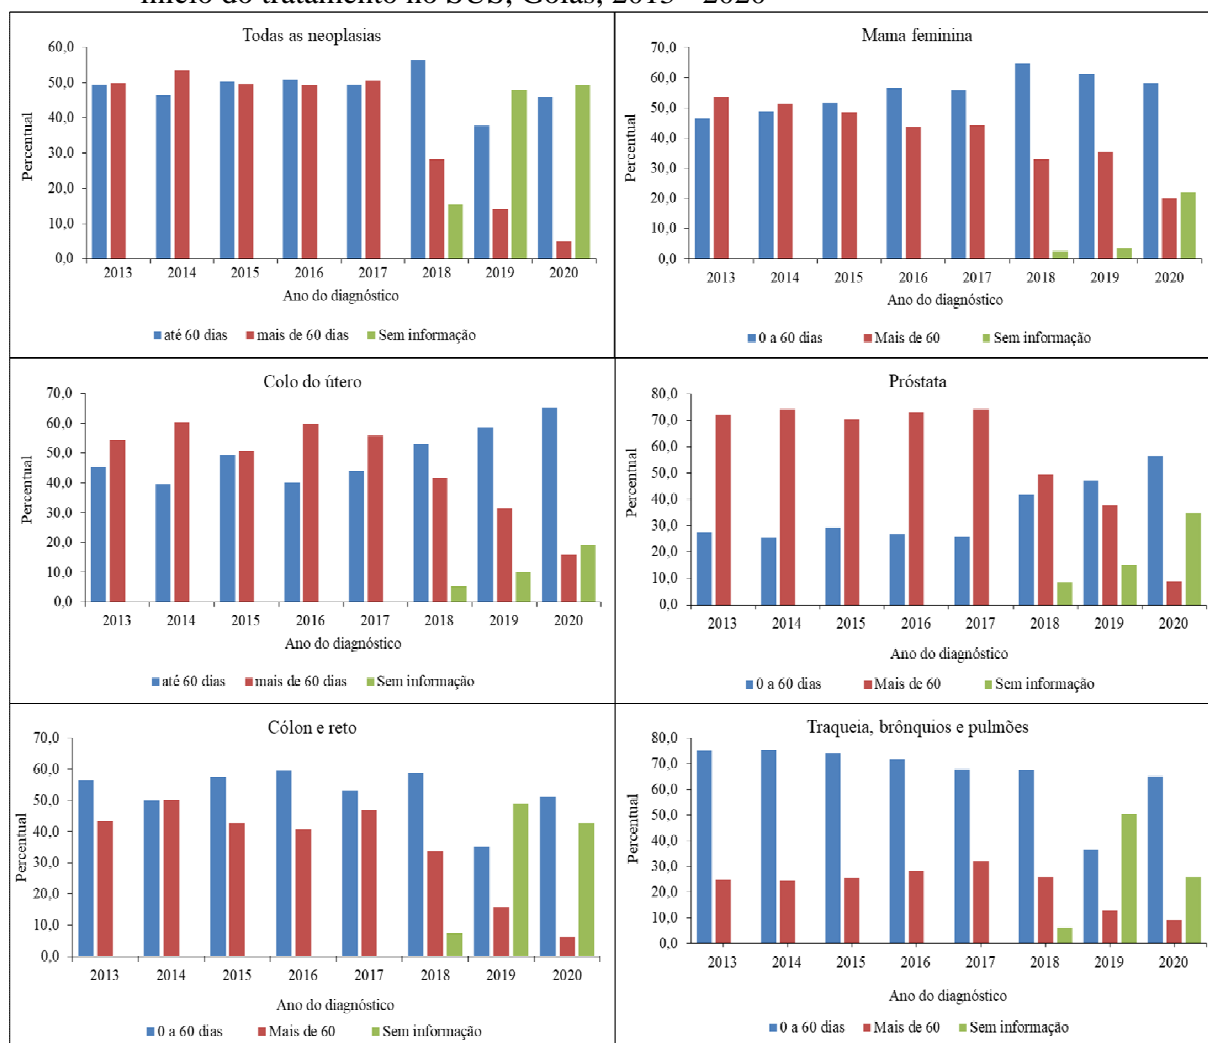 início do tratamento no SUS, Goiás, 2013 - 2020
Todas as neoplasias
60,0
50,0
40,0
30,0
20,0
10,0
0,0
Percentual
2013 2014 2015 2016 2017 2018 2019 2020
Ano do diagnóstico
até 60 dias mais de 60 dias Sem informação
Mama feminina
70,0
60,0
50,0
40,0
30,0
20,0
10,0
0,0
Percentual
2013 2014 2015 2016 2017 2018 2019 2020
Ano do diagnóstico
0 a 60 dias Mais de 60 Sem informação
Colo do útero
70,0
60,0
50,0
40,0
30,0
20,0
10,0
0,0
Percentual
2013 2014 2015 2016 2017 2018 2019 2020
Ano do diagnóstico
até 60 dias mais de 60 dias Sem informação
Próstata
80,0
70,0
60,0
50,0
40,0
30,0
20,0
10,0
0,0
Percentual
2013 2014 2015 2016 2017 2018 2019 2020
Ano do diagnóstico
0 a 60 dias Mais de 60 Sem informação
Cólon e reto
70,0
60,0
50,0
40,0
30,0
20,0
10,0
0,0
Percentual
2013 2014 2015 2016 2017 2018 2019 2020
Ano do diagnóstico
0 a 60 dias Mais de 60 Sem informação
Traqueia, brônquios e pulmões
80,0
70,0
60,0
50,0
40,0
30,0
20,0
10,0
0,0
Percentual
2013 2014 2015 2016 2017 2018 2019 2020
Ano do diagnóstico
0 a 60 dias Mais de 60 Sem informação